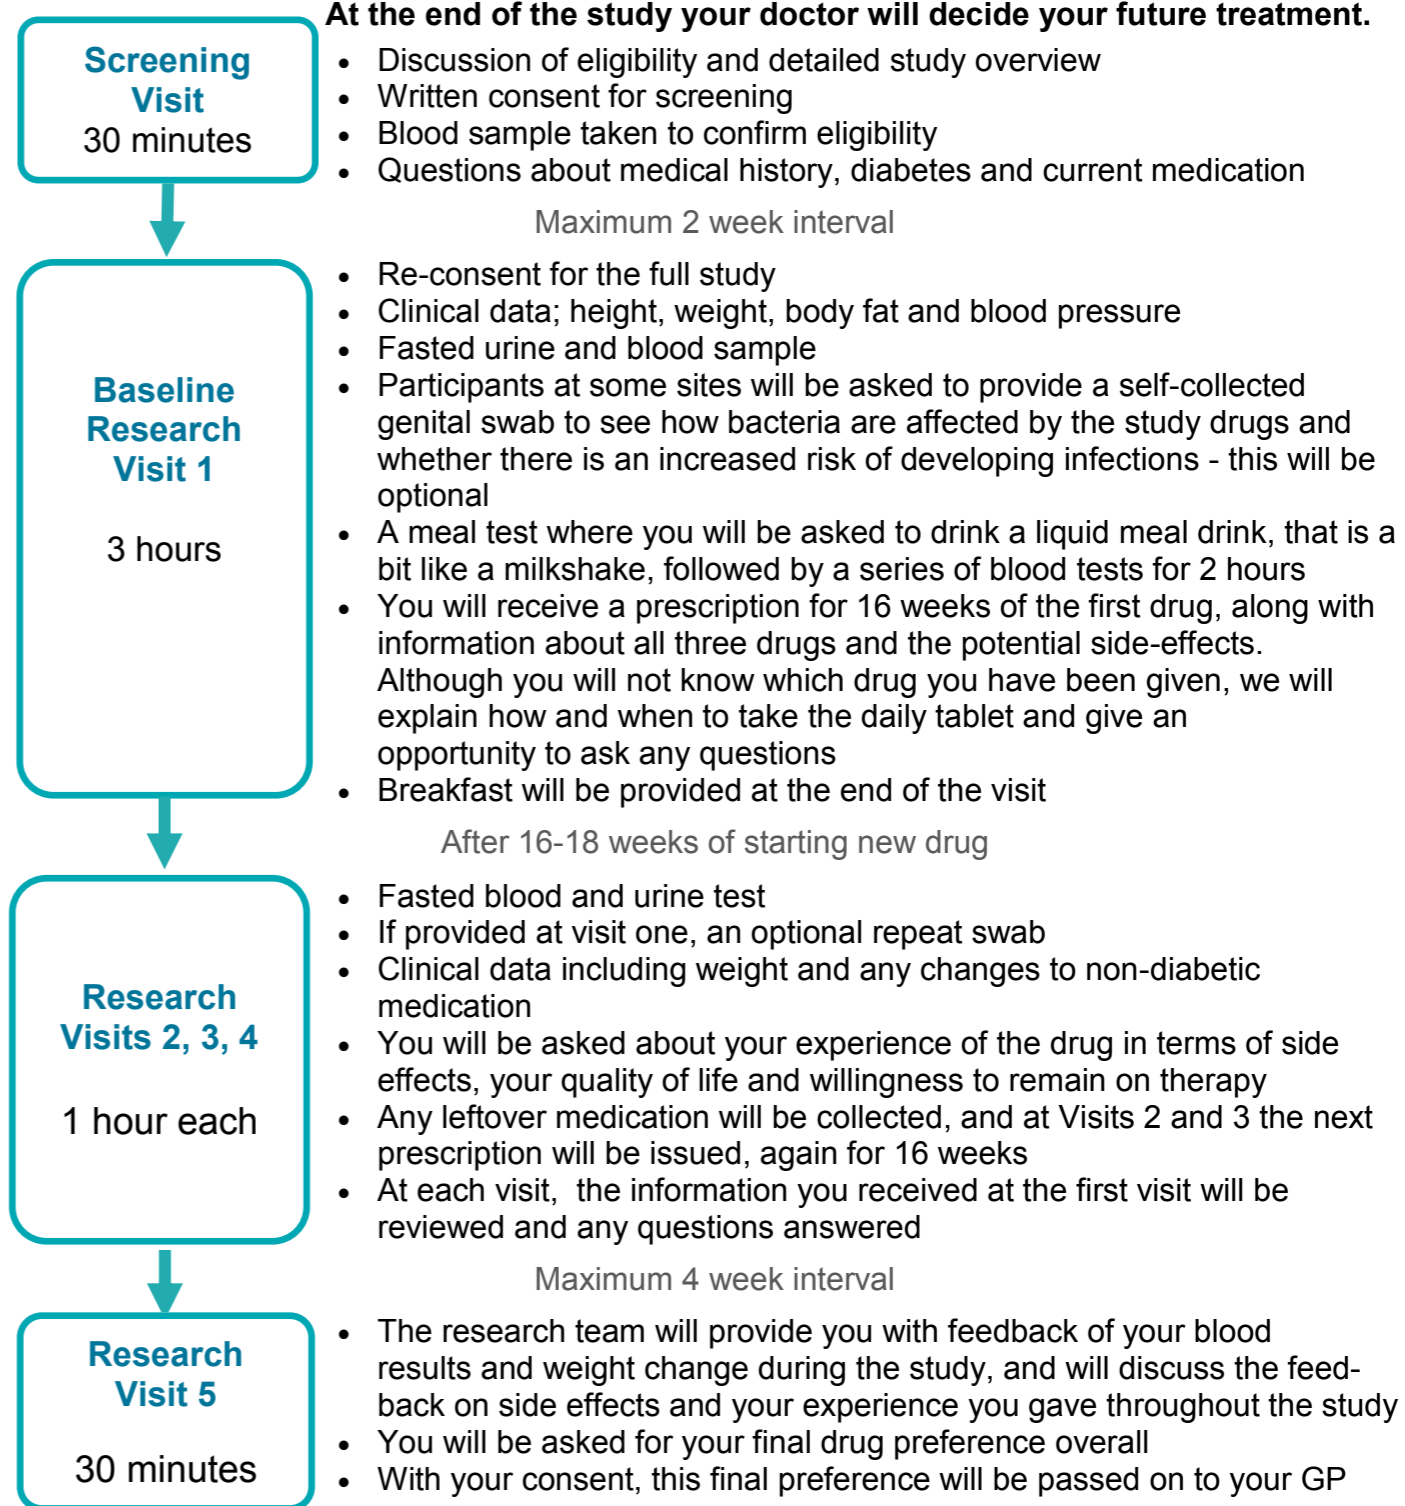 At the end of the study your doctor will decide your future treatment.
Screening
Visit
30 minutes
• Discussion of eligibility and detailed study overview
• Written consent for screening
• Blood sample taken to confirm eligibility
• Questions about medical history, diabetes and current medication
Maximum 2 week interval
Baseline
Research
Visit 1
3 hours
• Re-consent for the full study
• Clinical data; height, weight, body fat and blood pressure
• Fasted urine and blood sample
• Participants at some sites will be asked to provide a self-collected
genital swab to see how bacteria are affected by the study drugs and
whether there is an increased risk of developing infections - this will be
optional
• A meal test where you will be asked to drink a liquid meal drink, that is a
bit like a milkshake, followed by a series of blood tests for 2 hours
• You will receive a prescription for 16 weeks of the first drug, along with
information about all three drugs and the potential side-effects.
Although you will not know which drug you have been given, we will
explain how and when to take the daily tablet and give an
opportunity to ask any questions
• Breakfast will be provided at the end of the visit
After 16-18 weeks of starting new drug
Research
Visits 2, 3, 4
1 hour each
• Fasted blood and urine test
• If provided at visit one, an optional repeat swab
• Clinical data including weight and any changes to non-diabetic
medication
• You will be asked about your experience of the drug in terms of side
effects, your quality of life and willingness to remain on therapy
• Any leftover medication will be collected, and at Visits 2 and 3 the next
prescription will be issued, again for 16 weeks
• At each visit, the information you received at the first visit will be
reviewed and any questions answered
Maximum 4 week interval
Research
Visit 5
30 minutes
• The research team will provide you with feedback of your blood
results and weight change during the study, and will discuss the feed-
back on side effects and your experience you gave throughout the study
• You will be asked for your final drug preference overall
• With your consent, this final preference will be passed on to your GP